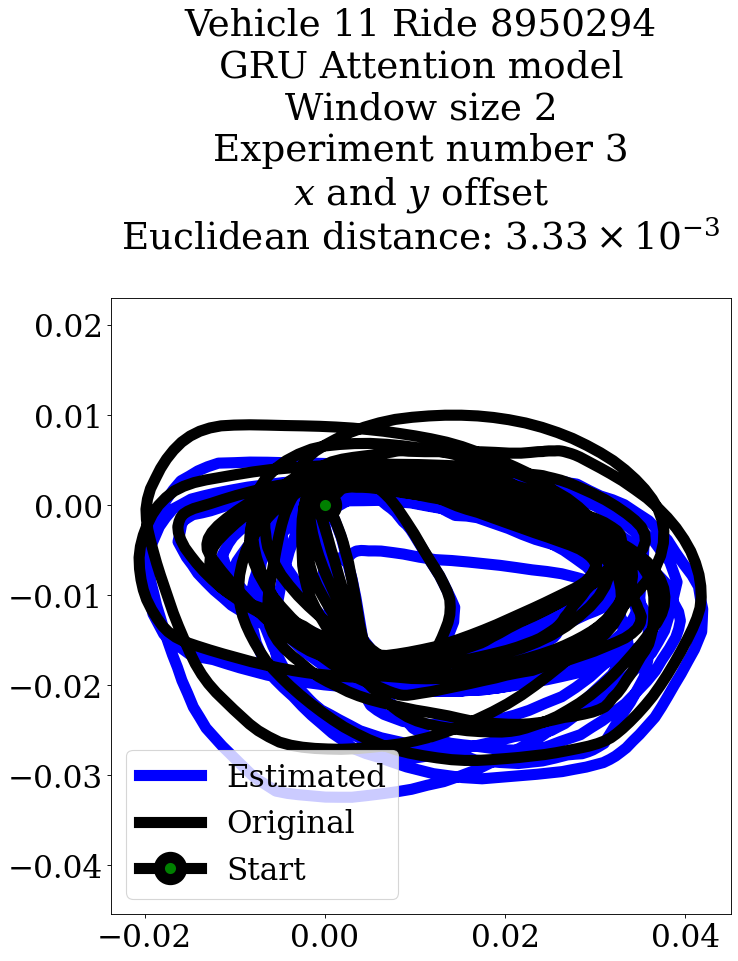 Vehicle 11 Ride 8950294
GRU Attention model
Window size 2
Experiment number 3
x and y offset
Euclidean distance: 3.33 × 10⁻³
0.02
0.01
0.00
−0.01
−0.02
−0.03
−0.04
Estimated
Original
Start
−0.02 0.00 0.02 0.04